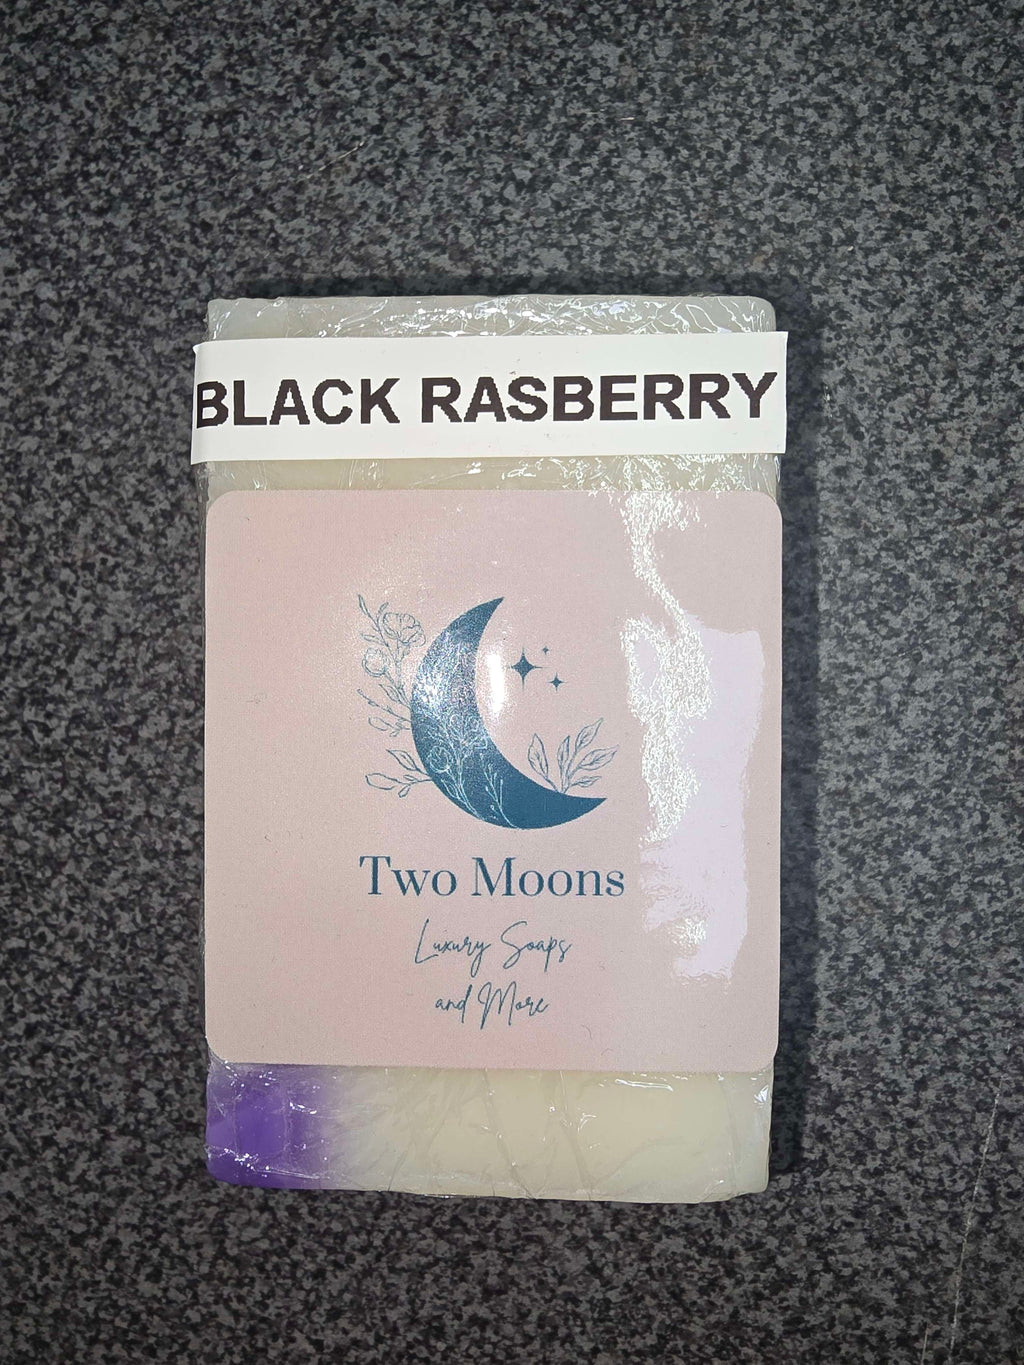 BLACK RASBERRY
Two Moons
Luxury Soaps
and More